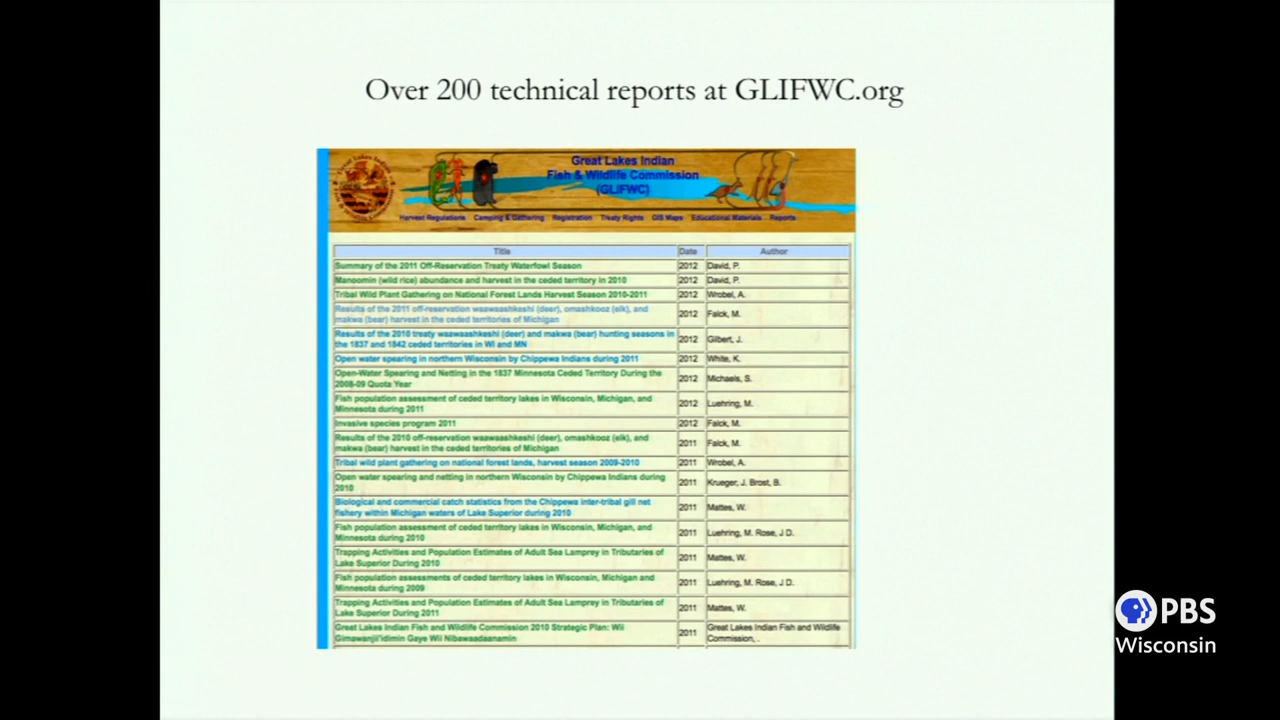 Over 200 technical reports at GLIFWC.org
Great Lakes Indian
Fish & Wildlife Commission
(GLIFWC)
Harvest Regulations Camping & Gathering Registration Treaty Rights GIS Maps Educational Materials Reports
Title Date Author
Summary of the 2011 Off-Reservation Treaty Waterfowl Season 2012 David, P.
Manoomin (wild rice) abundance and harvest in the ceded territory in 2010 2012 David, P.
Tribal Wild Plant Gathering on National Forest Lands Harvest Season 2010-2011 2012 Wrobel, A.
Results of the 2011 off-reservation waawaashkeshi (deer), omashkooz (elk), and
makwa (bear) harvest in the ceded territories of Michigan 2012 Falck, M.
Results of the 2010 treaty waawaashkeshi (deer) and makwa (bear) hunting seasons in
the 1837 and 1842 ceded territories in WI and MN 2012 Gilbert, J.
Open water spearing in northern Wisconsin by Chippewa Indians during 2011 2012 White, K.
Open-Water Spearing and Netting in the 1837 Minnesota Ceded Territory During the
2008-09 Quota Year 2012 Michaels, S.
Fish population assessment of ceded territory lakes in Wisconsin, Michigan, and
Minnesota during 2011 2012 Luehring, M.
Invasive species program 2011 2012 Falck, M.
Results of the 2010 off-reservation waawaashkeshi (deer), omashkooz (elk), and
makwa (bear) harvest in the ceded territories of Michigan 2011 Falck, M.
Tribal wild plant gathering on national forest lands, harvest season 2009-2010 2011 Wrobel, A.
Open water spearing and netting in northern Wisconsin by Chippewa Indians during
2010 2011 Krueger, J. Brost, B.
Biological and commercial catch statistics from the Chippewa inter-tribal gill net
fishery within Michigan waters of Lake Superior during 2010 2011 Mattes, W.
Fish population assessment of ceded territory lakes in Wisconsin, Michigan, and
Minnesota during 2010 2011 Luehring, M. Rose, J D.
Trapping Activities and Population Estimates of Adult Sea Lamprey in Tributaries of
Lake Superior During 2010 2011 Mattes, W.
Fish population assessments of ceded territory lakes in Wisconsin, Michigan and
Minnesota during 2009 2011 Luehring, M. Rose, J D.
Trapping Activities and Population Estimates of Adult Sea Lamprey in Tributaries of
Lake Superior During 2011 2011 Mattes, W.
Great Lakes Indian Fish and Wildlife Commission 2010 Strategic Plan: Wii
Gimawanji'idimin Gaye Wii Nibawaadaanamin 2011 Great Lakes Indian Fish and Wildlife
Commission, .
PBS
Wisconsin